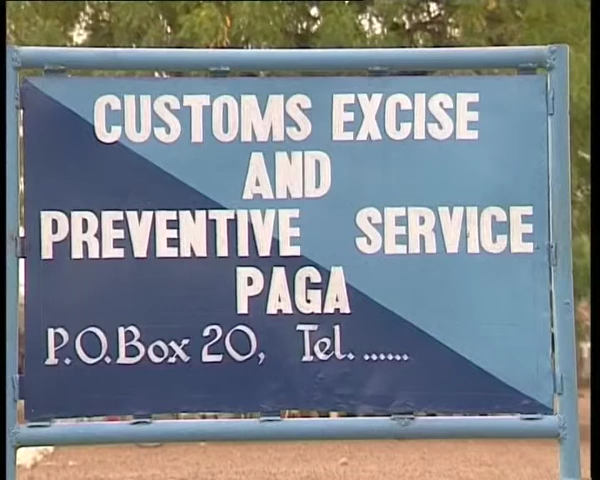 CUSTOMS EXCISE
AND
PREVENTIVE SERVICE
PAGA
P.O.Box 20, Tel. ......